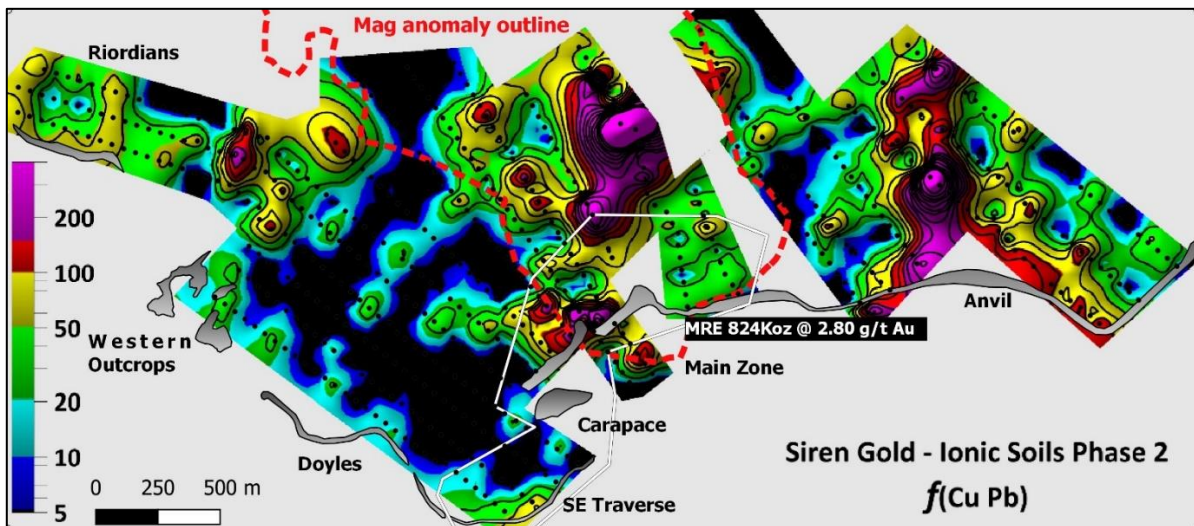 Mag anomaly outline
Riordians
200
100
50
20
10
5
Western
Outcrops
Anvil
MRE 824Koz @ 2.80 g/t Au
Main Zone
Carapace
Doyles
SE Traverse
0 250 500 m
Siren Gold - Ionic Soils Phase 2
f(Cu Pb)